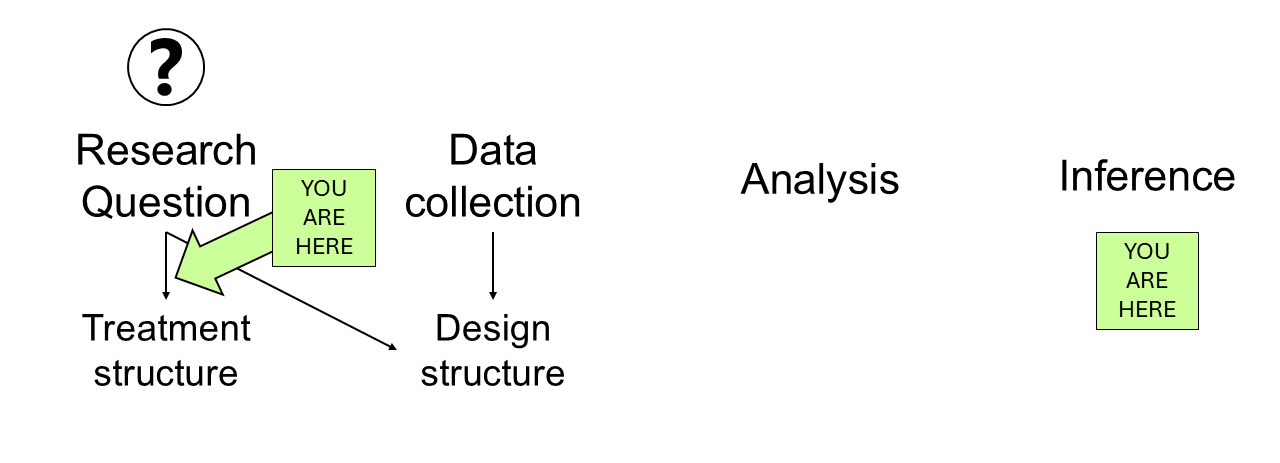 ?
Research
Question
YOU
ARE
HERE
Data
collection
Analysis
Inference
YOU
ARE
HERE
Treatment
structure
Design
structure